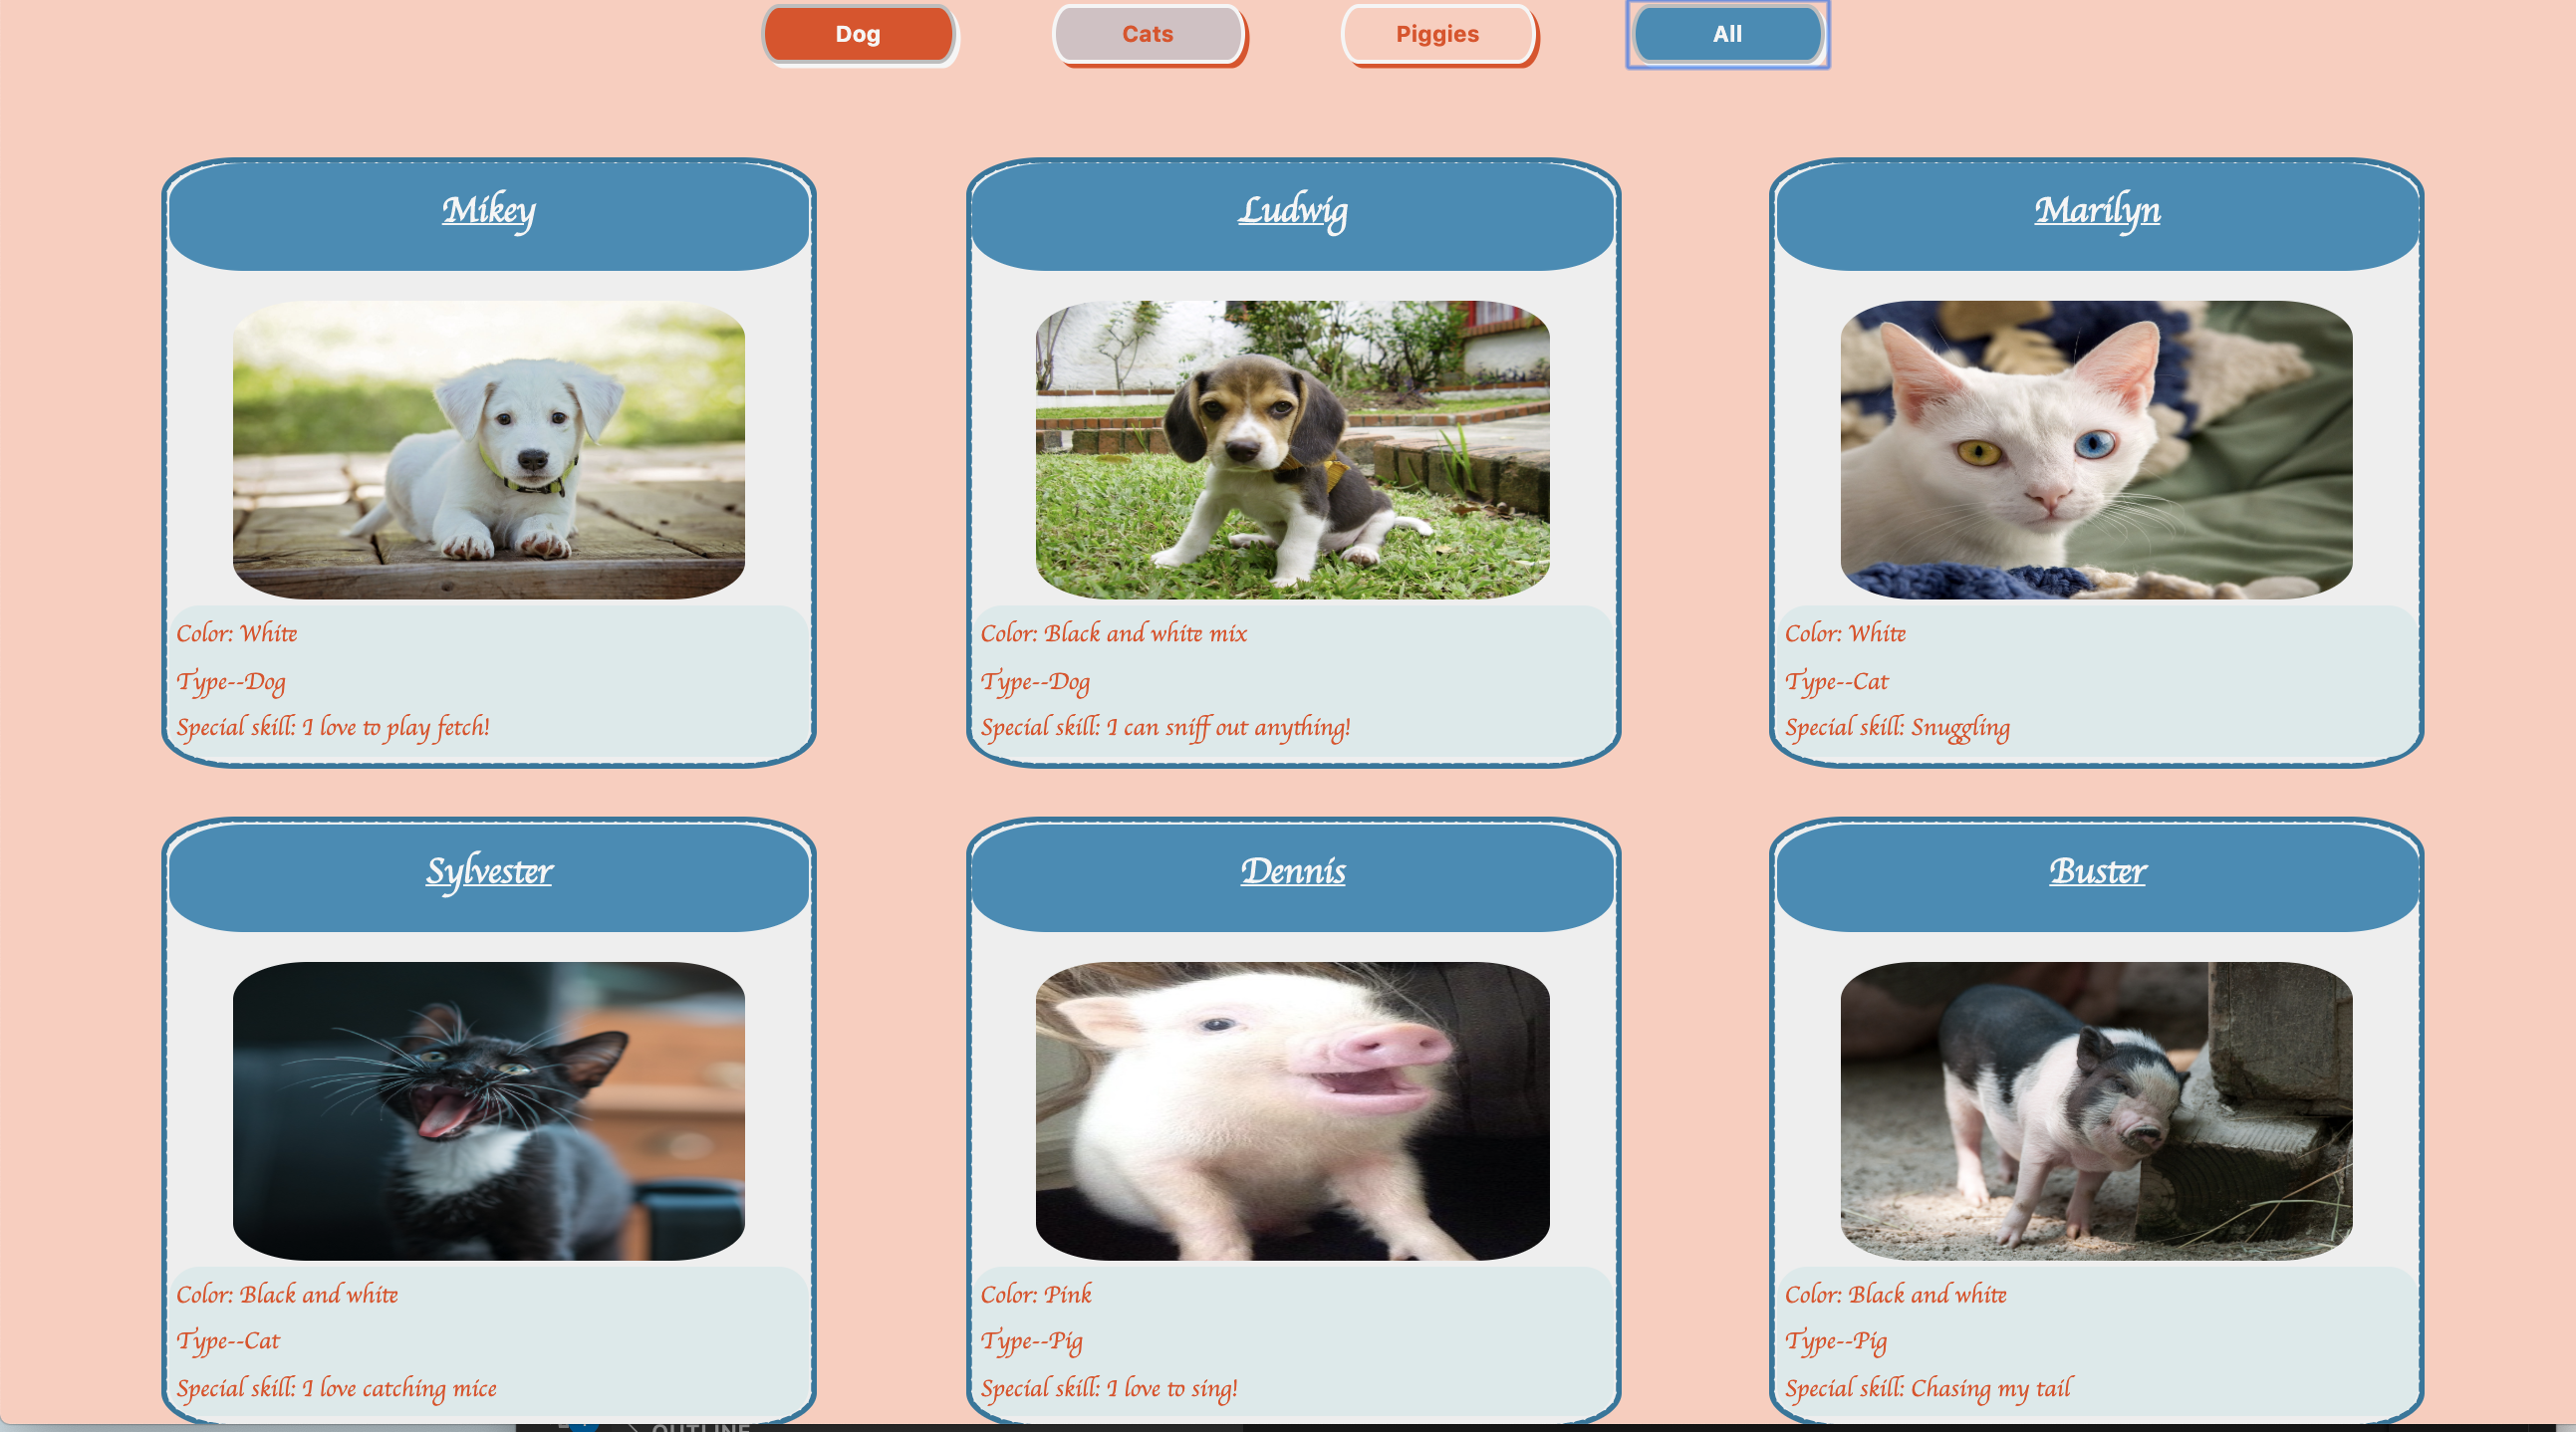 Dog
Cats
Piggies
All
Mikey
Ludwig
Marilyn
Color: White
Type--Dog
Special skill: I love to play fetch!
Color: Black and white mix
Type--Dog
Special skill: I can sniff out anything!
Color: White
Type--Cat
Special skill: Snuggling
Sylvester
Dennis
Buster
Color: Black and white
Type--Cat
Special skill: I love catching mice
Color: Pink
Type--Pig
Special skill: I love to sing!
Color: Black and white
Type--Pig
Special skill: Chasing my tail
OUTLINE